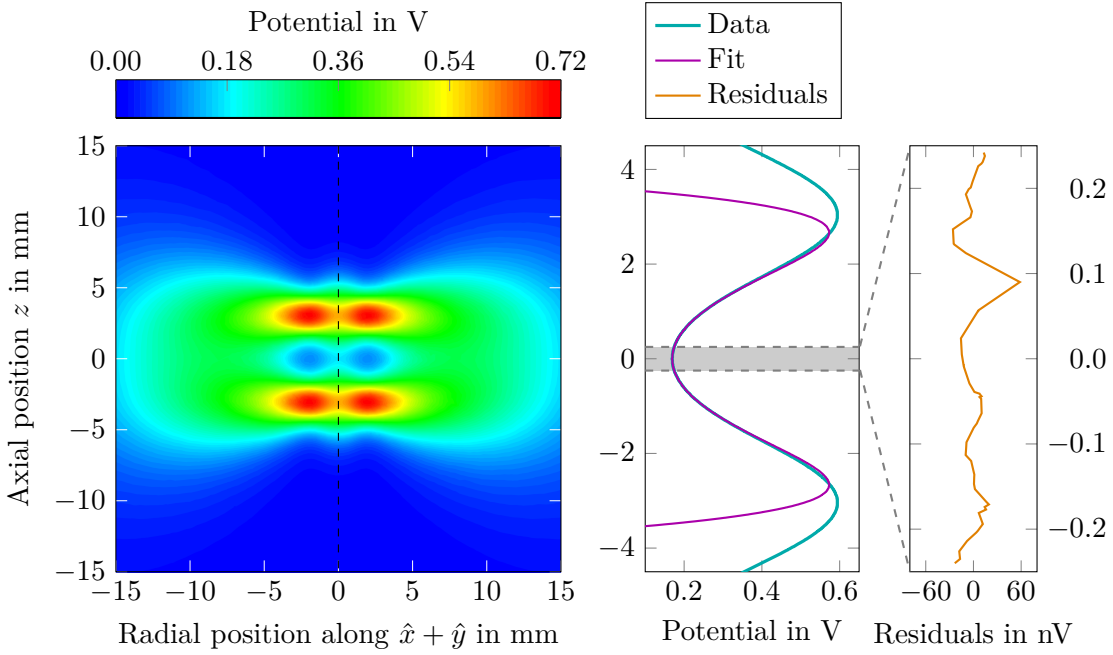 Potential in V
0.00 0.18 0.36 0.54 0.72
Data
Fit
Residuals
15
10
5
0
−5
−10
−15
Axial position z in mm
−15 −10 −5 0 5 10 15
Radial position along x̂ + ŷ in mm
4
2
0
−2
−4
0.2 0.4 0.6
Potential in V
0.2
0.1
0.0
−0.1
−0.2
−60 0 60
Residuals in nV